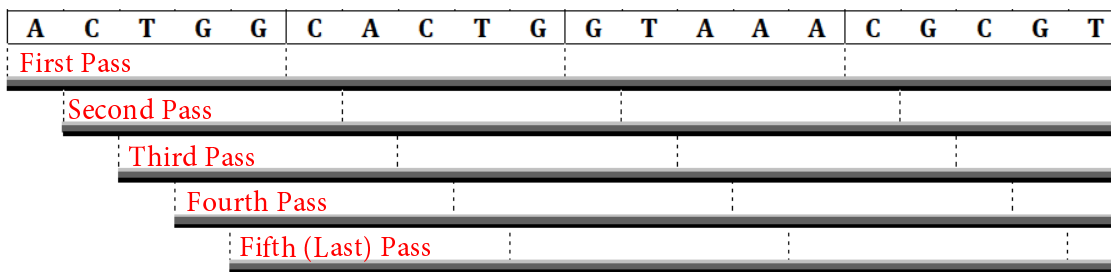 A C T G G C A C T G G T A A A C G C G T
First Pass
Second Pass
Third Pass
Fourth Pass
Fifth (Last) Pass